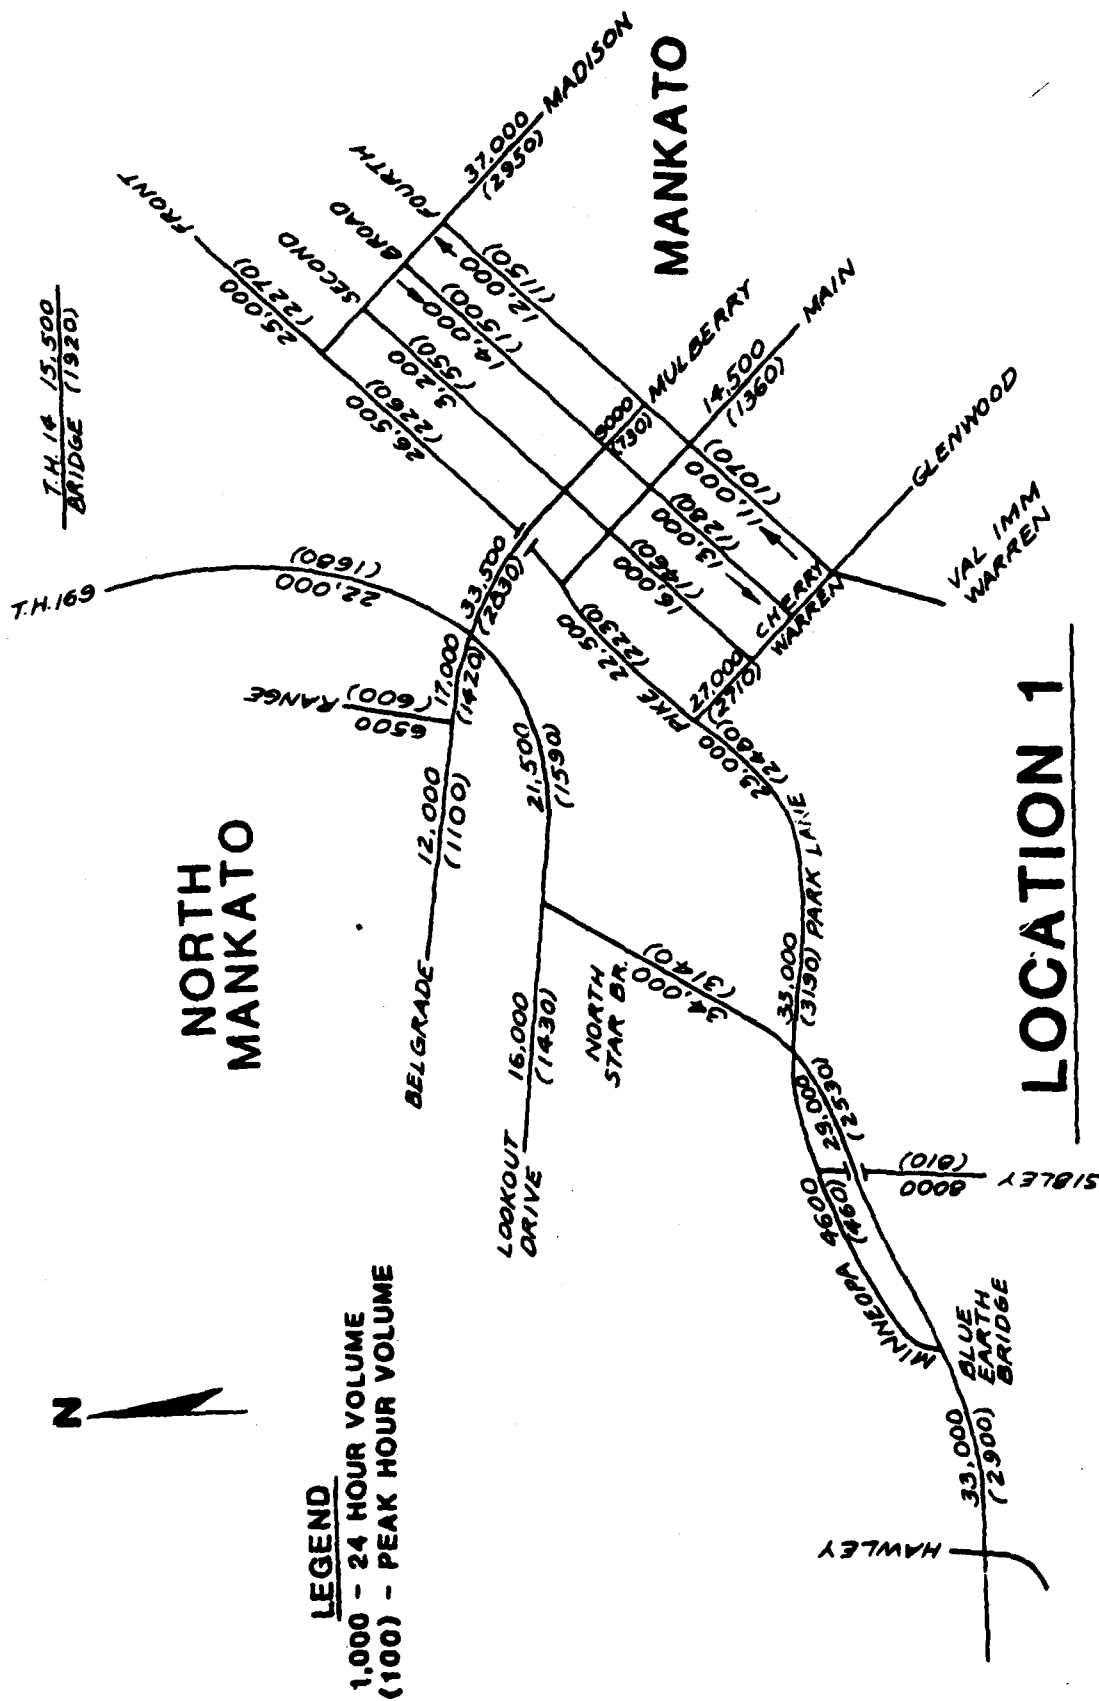 N
LEGEND
1,000 - 24 HOUR VOLUME
(100) - PEAK HOUR VOLUME
NORTH
MANKATO
MANKATO
T.H. 14 15,500
BRIDGE (1920)
T.H. 169
22,000
(1680)
FRONT
25,000
(2270)
SECOND
BROAD
FOURTH
37,000
(2950)
MADISON
26,500
(2260)
3,200
(550)
14,000
(1500)
12,000
(1150)
RANGE
6500
(600)
17,000
(1420)
33,500
(2830)
9000
(730)
MULBERRY
BELGRADE
12,000
(1100)
21,500
(1590)
LOOKOUT
DRIVE
16,000
(1430)
NORTH
STAR BR.
34,000
(3140)
14,500
(1360)
MAIN
22,500
(2230)
16,000
(1460)
13,000
(1280)
11,000
(1070)
PIKE
27,000
(2710)
CHERRY
WARREN
GLENWOOD
VAL IMM
WARREN
23,000
(2480)
33,000
(3190) PARK LANE
29,000
(2530)
MINNEOPA
4600
(460)
SIBLEY
8000
(810)
BLUE
EARTH
BRIDGE
33,000
(2900)
HAWLEY
LOCATION 1